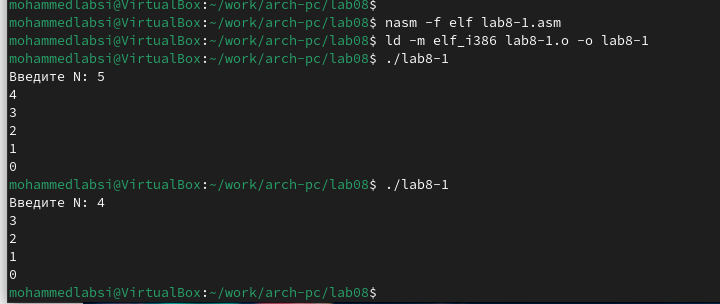 mohammedlabsi@VirtualBox:~/work/arch-pc/lab08$
mohammedlabsi@VirtualBox:~/work/arch-pc/lab08$ nasm -f elf lab8-1.asm
mohammedlabsi@VirtualBox:~/work/arch-pc/lab08$ ld -m elf_i386 lab8-1.o -o lab8-1
mohammedlabsi@VirtualBox:~/work/arch-pc/lab08$ ./lab8-1
Введите N: 5
4
3
2
1
0
mohammedlabsi@VirtualBox:~/work/arch-pc/lab08$ ./lab8-1
Введите N: 4
3
2
1
0
mohammedlabsi@VirtualBox:~/work/arch-pc/lab08$